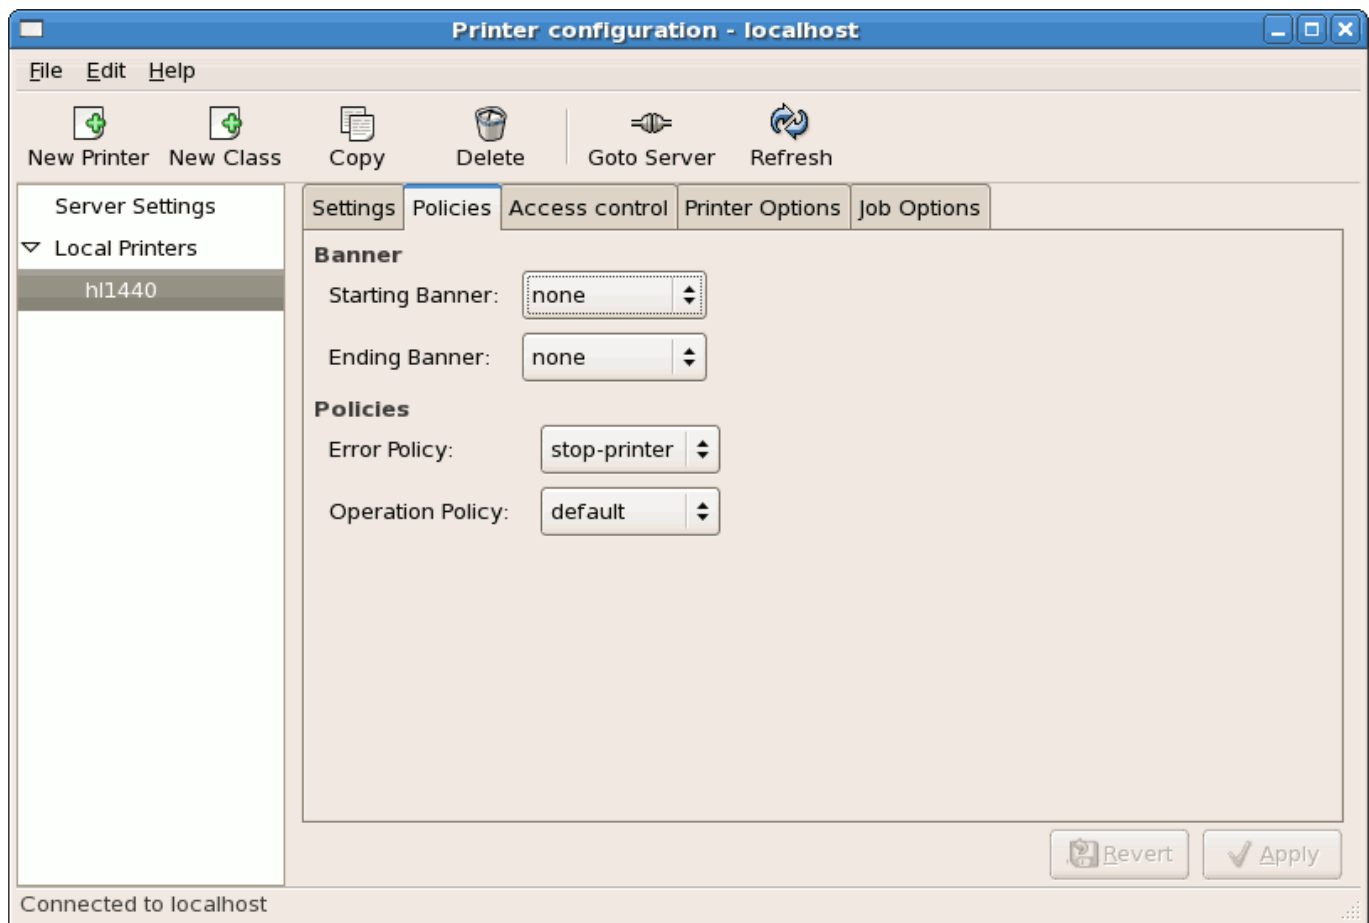 Printer configuration - localhost
File Edit Help
New Printer New Class Copy Delete Goto Server Refresh
Server Settings
Local Printers
hl1440
Settings Policies Access control Printer Options Job Options
Banner
Starting Banner: none
Ending Banner: none
Policies
Error Policy: stop-printer
Operation Policy: default
Revert Apply
Connected to localhost